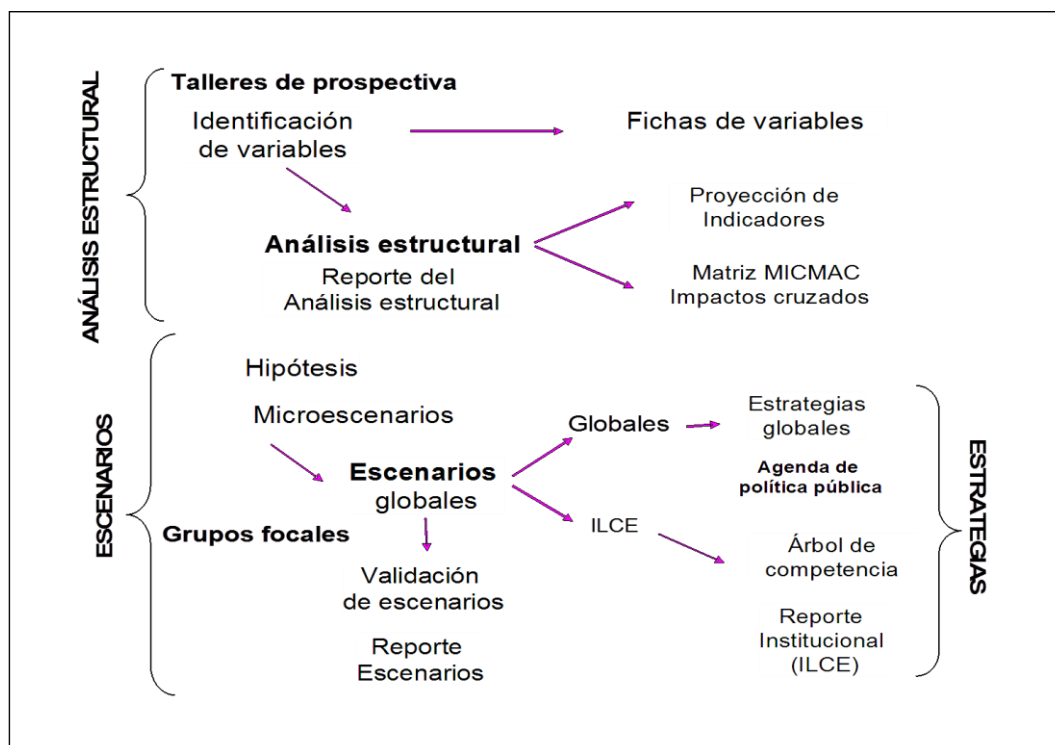 ANÁLISIS ESTRUCTURAL
Talleres de prospectiva
Identificación
de variables
Fichas de variables
Proyección de
Indicadores
Análisis estructural
Reporte del
Análisis estructural
Matriz MICMAC
Impactos cruzados
ESCENARIOS
Hipótesis
Microescenarios
Escenarios
globales
Grupos focales
Validación
de escenarios
Reporte
Escenarios
Globales
ILCE
Estrategias
globales
Agenda de
política pública
Árbol de
competencia
Reporte
Institucional
(ILCE)
ESTRATEGIAS